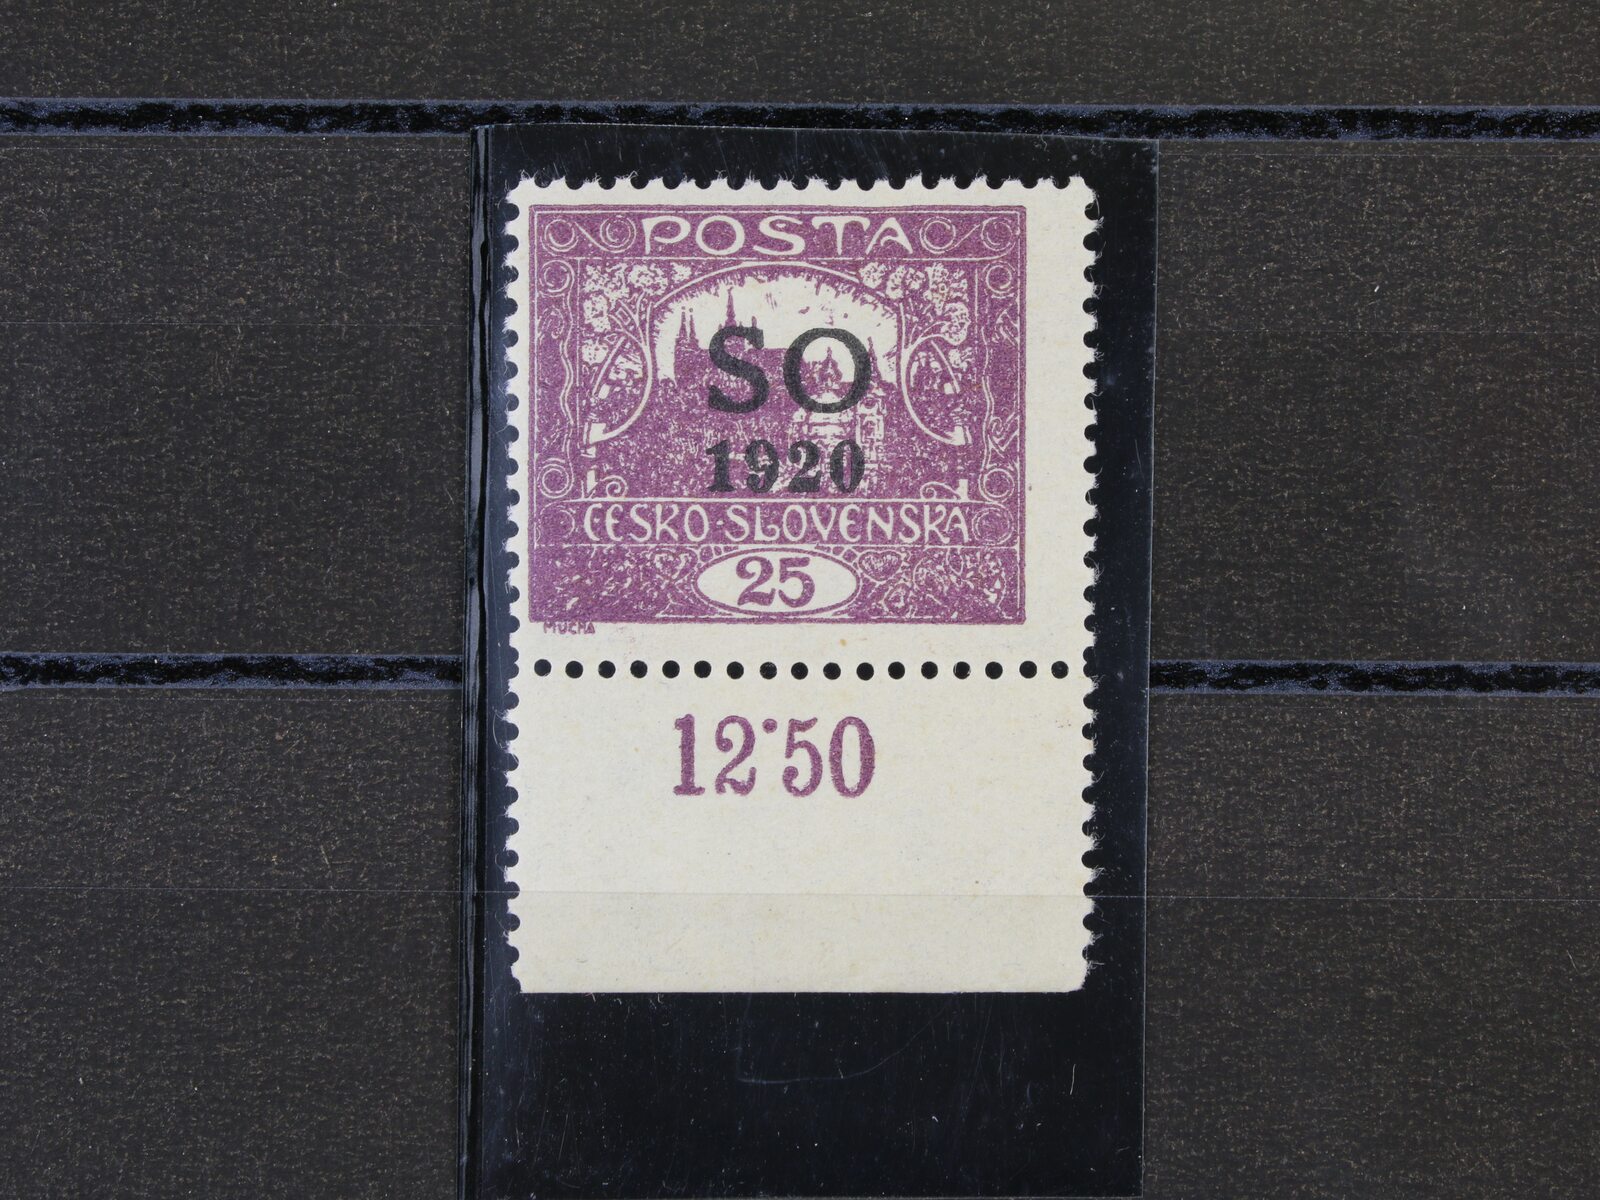 POSTA
SO
1920
ČESKO·SLOVENSKA
25
MUCHA
12·50